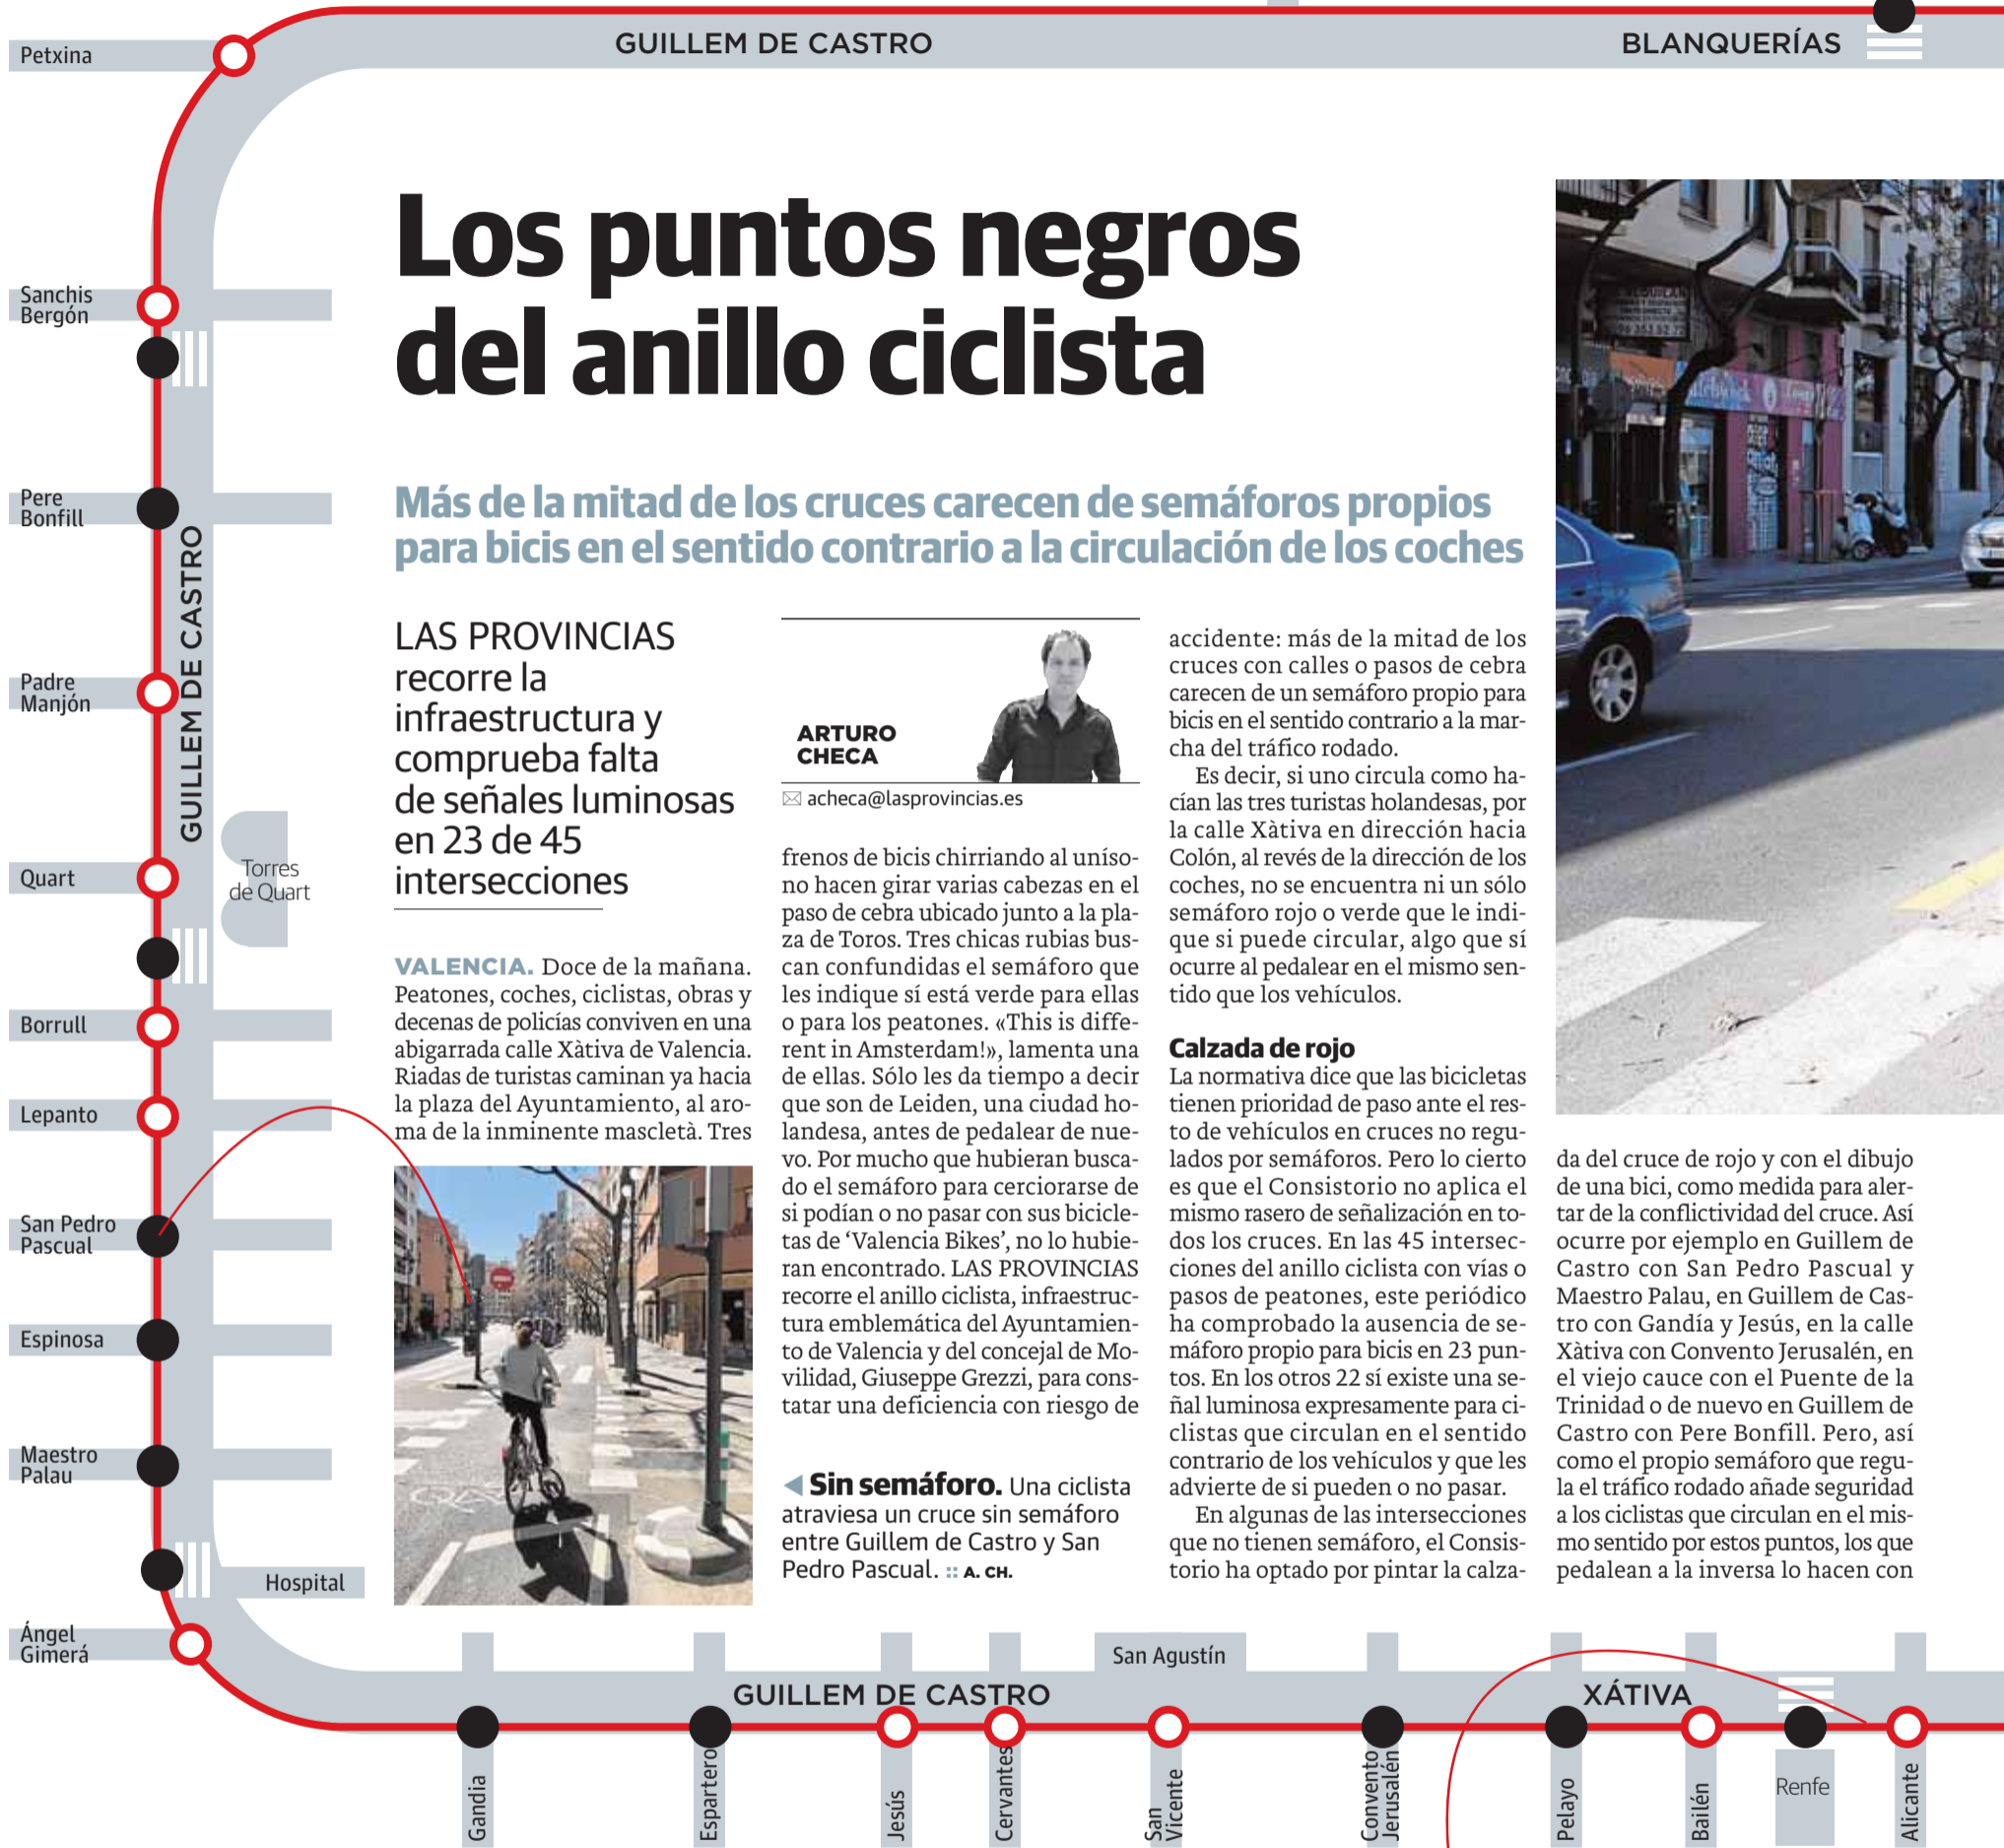 GUILLEM DE CASTRO
BLANQUERÍAS
Petxina
Sanchis
Bergón
Pere
Bonfill
GUILLEM DE CASTRO
Padre
Manjón
Quart
Torres
de Quart
Borrull
Lepanto
San Pedro
Pascual
Espinosa
Maestro
Palau
Hospital
Ángel
Gimerá
Los puntos negros
del anillo ciclista
Más de la mitad de los cruces carecen de semáforos propios
para bicis en el sentido contrario a la circulación de los coches
LAS PROVINCIAS
recorre la
infraestructura y
comprueba falta
de señales luminosas
en 23 de 45
intersecciones
VALENCIA. Doce de la mañana.
Peatones, coches, ciclistas, obras y
decenas de policías conviven en una
abigarrada calle Xàtiva de Valencia.
Riadas de turistas caminan ya hacia
la plaza del Ayuntamiento, al aro-
ma de la inminente mascletà. Tres
ARTURO
CHECA
acheca@lasprovincias.es
frenos de bicis chirriando al uníso-
no hacen girar varias cabezas en el
paso de cebra ubicado junto a la pla-
za de Toros. Tres chicas rubias bus-
can confundidas el semáforo que
les indique sí está verde para ellas
o para los peatones. «This is diffe-
rent in Amsterdam!», lamenta una
de ellas. Sólo les da tiempo a decir
que son de Leiden, una ciudad ho-
landesa, antes de pedalear de nue-
vo. Por mucho que hubieran busca-
do el semáforo para cerciorarse de
si podían o no pasar con sus bicicle-
tas de ‘Valencia Bikes’, no lo hubie-
ran encontrado. LAS PROVINCIAS
recorre el anillo ciclista, infraestruc-
tura emblemática del Ayuntamien-
to de Valencia y del concejal de Mo-
vilidad, Giuseppe Grezzi, para cons-
tatar una deficiencia con riesgo de
◀ Sin semáforo. Una ciclista
atraviesa un cruce sin semáforo
entre Guillem de Castro y San
Pedro Pascual. :: A. CH.
accidente: más de la mitad de los
cruces con calles o pasos de cebra
carecen de un semáforo propio para
bicis en el sentido contrario a la mar-
cha del tráfico rodado.
Es decir, si uno circula como ha-
cían las tres turistas holandesas, por
la calle Xàtiva en dirección hacia
Colón, al revés de la dirección de los
coches, no se encuentra ni un sólo
semáforo rojo o verde que le indi-
que si puede circular, algo que sí
ocurre al pedalear en el mismo sen-
tido que los vehículos.
Calzada de rojo
La normativa dice que las bicicletas
tienen prioridad de paso ante el res-
to de vehículos en cruces no regu-
lados por semáforos. Pero lo cierto
es que el Consistorio no aplica el
mismo rasero de señalización en to-
dos los cruces. En las 45 intersec-
ciones del anillo ciclista con vías o
pasos de peatones, este periódico
ha comprobado la ausencia de se-
máforo propio para bicis en 23 pun-
tos. En los otros 22 sí existe una se-
ñal luminosa expresamente para ci-
clistas que circulan en el sentido
contrario de los vehículos y que les
advierte de si pueden o no pasar.
En algunas de las intersecciones
que no tienen semáforo, el Consis-
torio ha optado por pintar la calza-
da del cruce de rojo y con el dibujo
de una bici, como medida para aler-
tar de la conflictividad del cruce. Así
ocurre por ejemplo en Guillem de
Castro con San Pedro Pascual y
Maestro Palau, en Guillem de Cas-
tro con Gandía y Jesús, en la calle
Xàtiva con Convento Jerusalén, en
el viejo cauce con el Puente de la
Trinidad o de nuevo en Guillem de
Castro con Pere Bonfill. Pero, así
como el propio semáforo que regu-
la el tráfico rodado añade seguridad
a los ciclistas que circulan en el mis-
mo sentido por estos puntos, los que
pedalean a la inversa lo hacen con
San Agustín
GUILLEM DE CASTRO
XÁTIVA
Gandia
Espartero
Jesús
Cervantes
San
Vicente
Convento
Jerusalén
Pelayo
Bailén
Renfe
Alicante